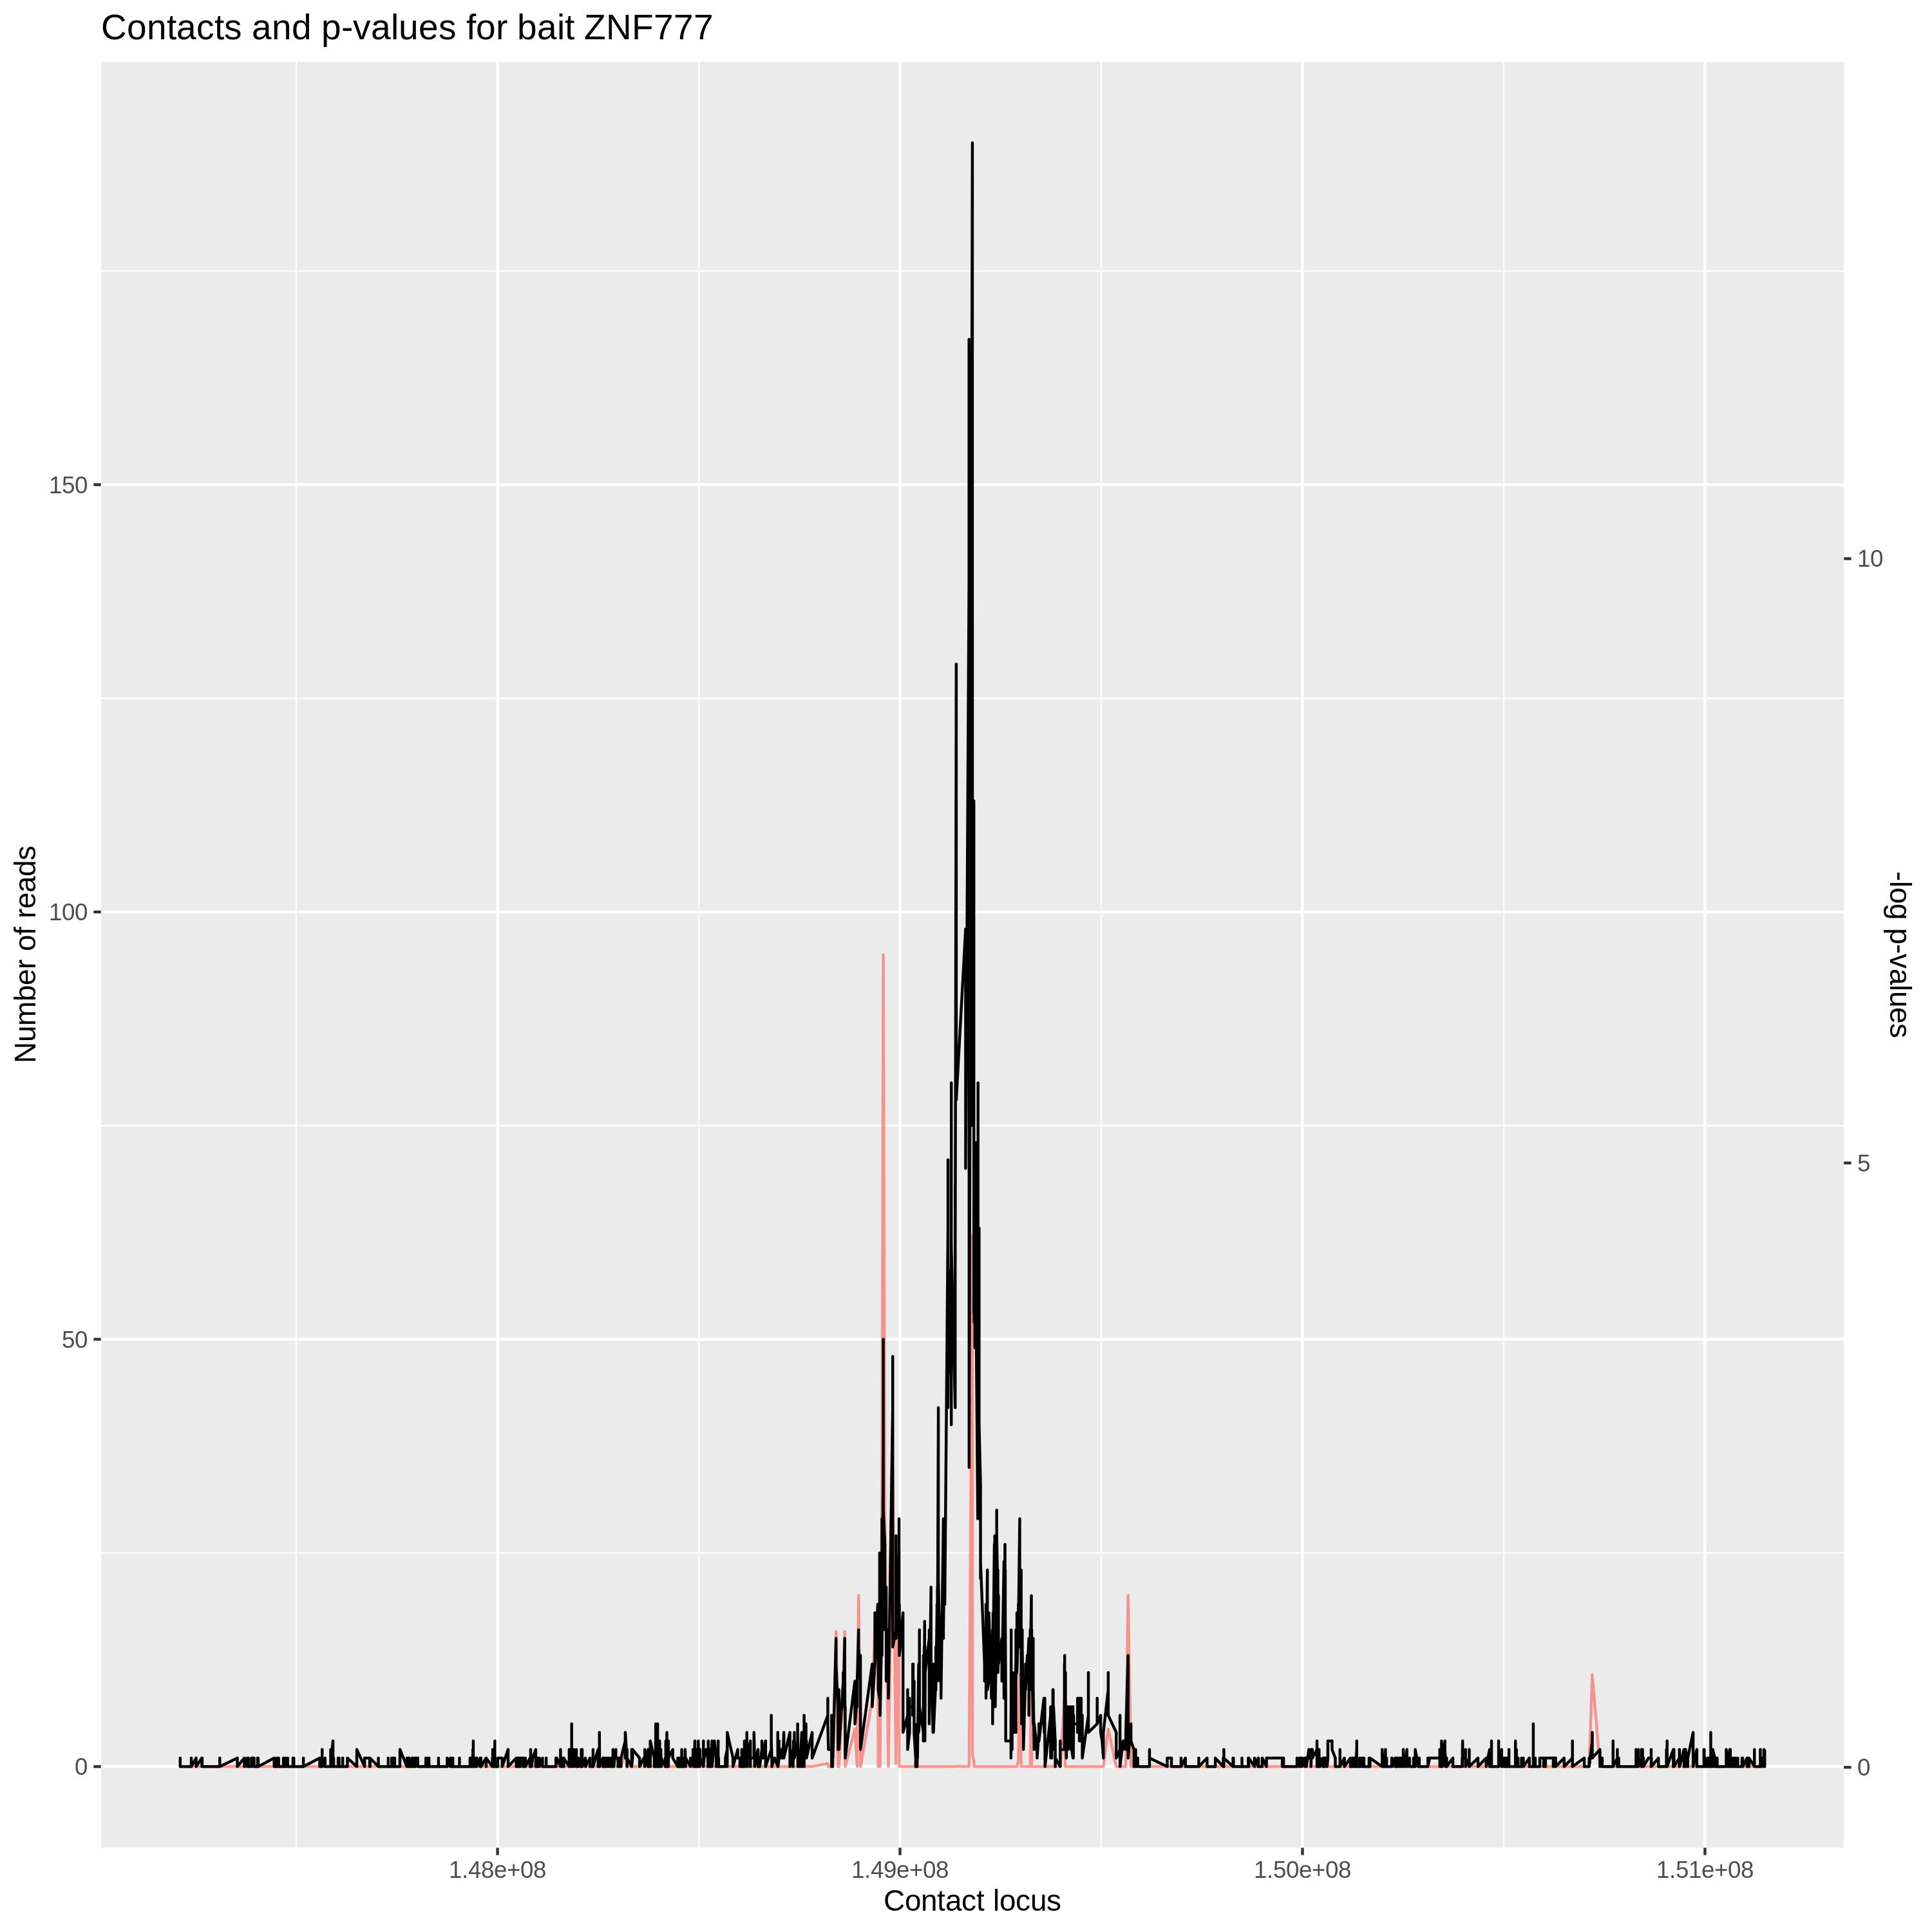 Contacts and p-values for bait ZNF777
150
100
50
0
Number of reads
10
5
0
-log p-values
1.48e+08
1.49e+08
1.50e+08
1.51e+08
Contact locus